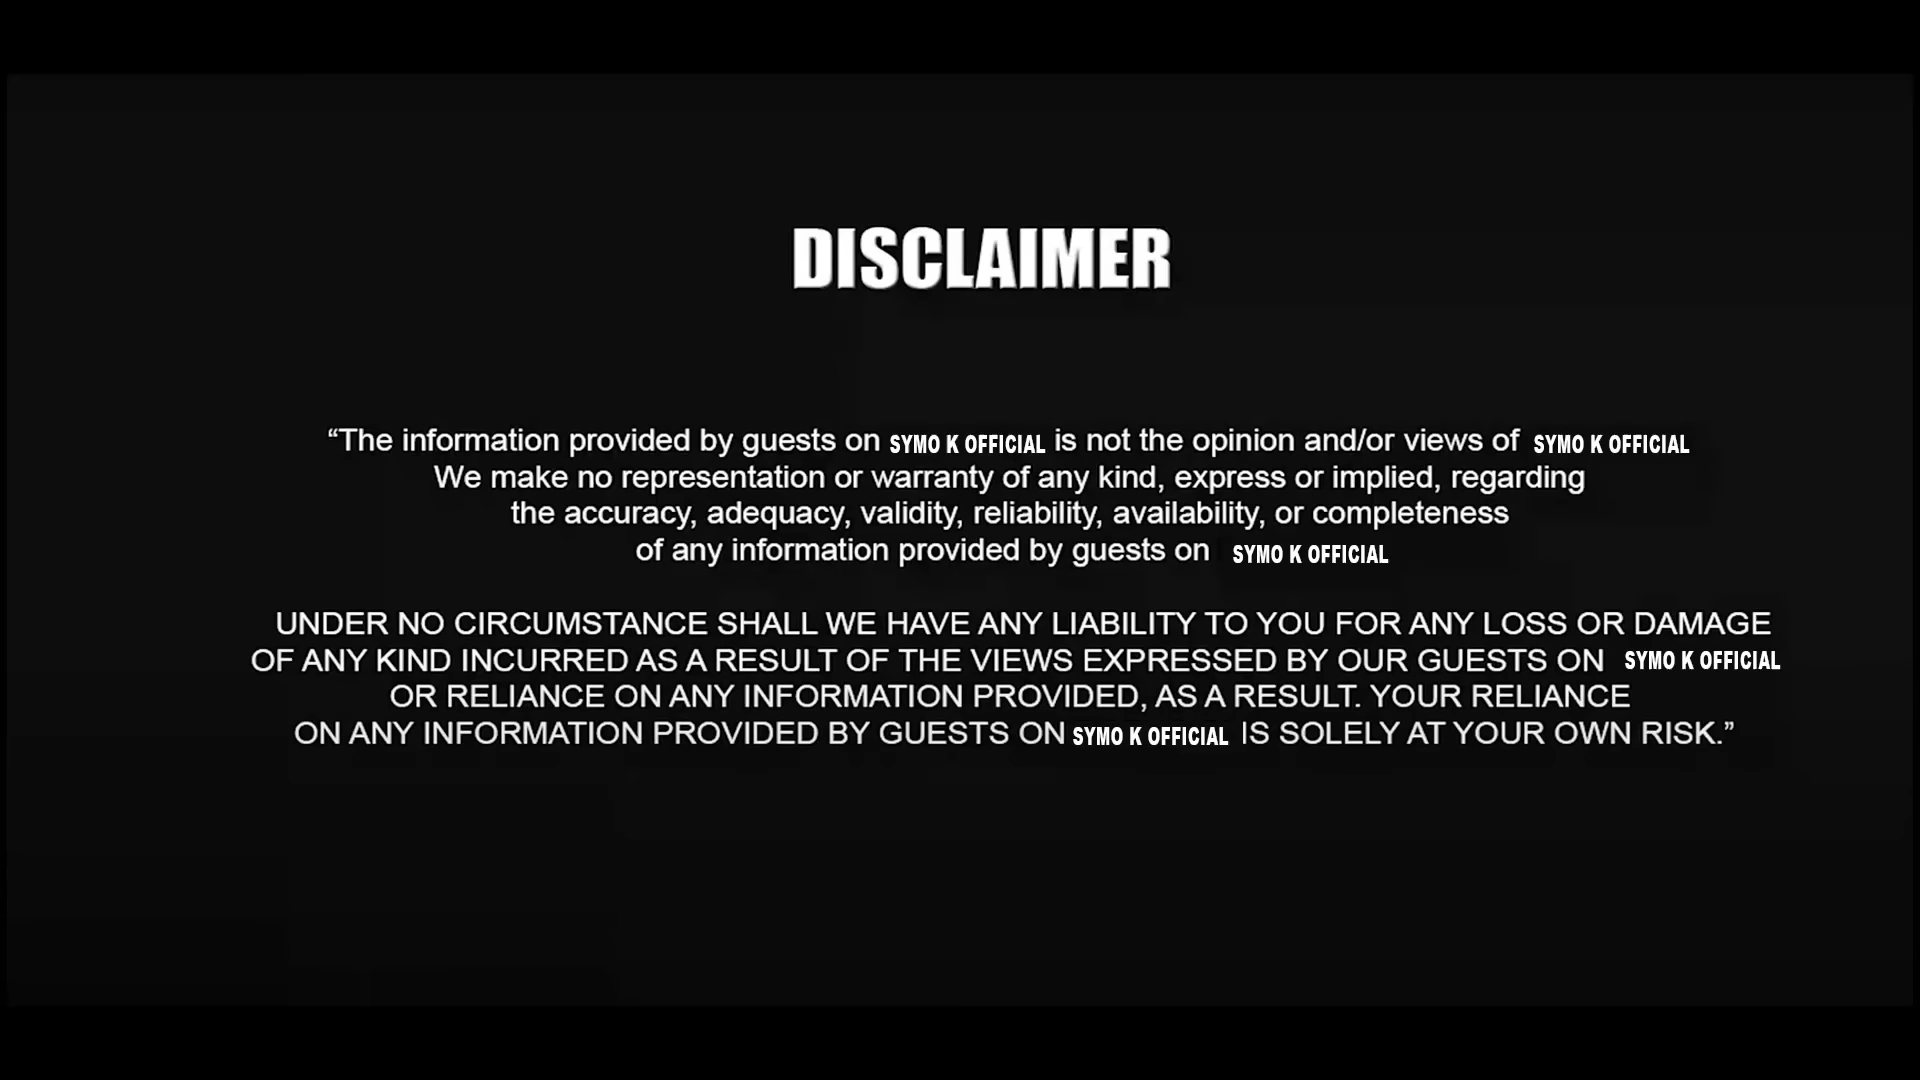 DISCLAIMER
“The information provided by guests on SYMO K OFFICIAL is not the opinion and/or views of SYMO K OFFICIAL
We make no representation or warranty of any kind, express or implied, regarding
the accuracy, adequacy, validity, reliability, availability, or completeness
of any information provided by guests on SYMO K OFFICIAL
UNDER NO CIRCUMSTANCE SHALL WE HAVE ANY LIABILITY TO YOU FOR ANY LOSS OR DAMAGE
OF ANY KIND INCURRED AS A RESULT OF THE VIEWS EXPRESSED BY OUR GUESTS ON SYMO K OFFICIAL
OR RELIANCE ON ANY INFORMATION PROVIDED, AS A RESULT. YOUR RELIANCE
ON ANY INFORMATION PROVIDED BY GUESTS ON SYMO K OFFICIAL IS SOLELY AT YOUR OWN RISK.”